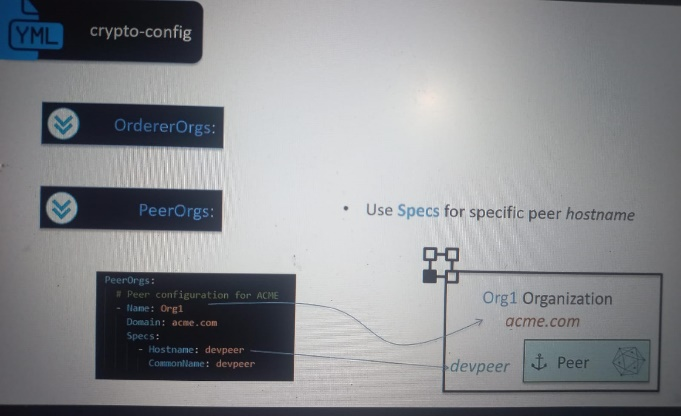 YML
crypto-config
OrdererOrgs:
PeerOrgs:
• Use Specs for specific peer hostname
PeerOrgs:
# Peer configuration for ACME
- Name: Org1
Domain: acme.com
Specs:
- Hostname: devpeer
CommonName: devpeer
Org1 Organization
acme.com
devpeer
Peer